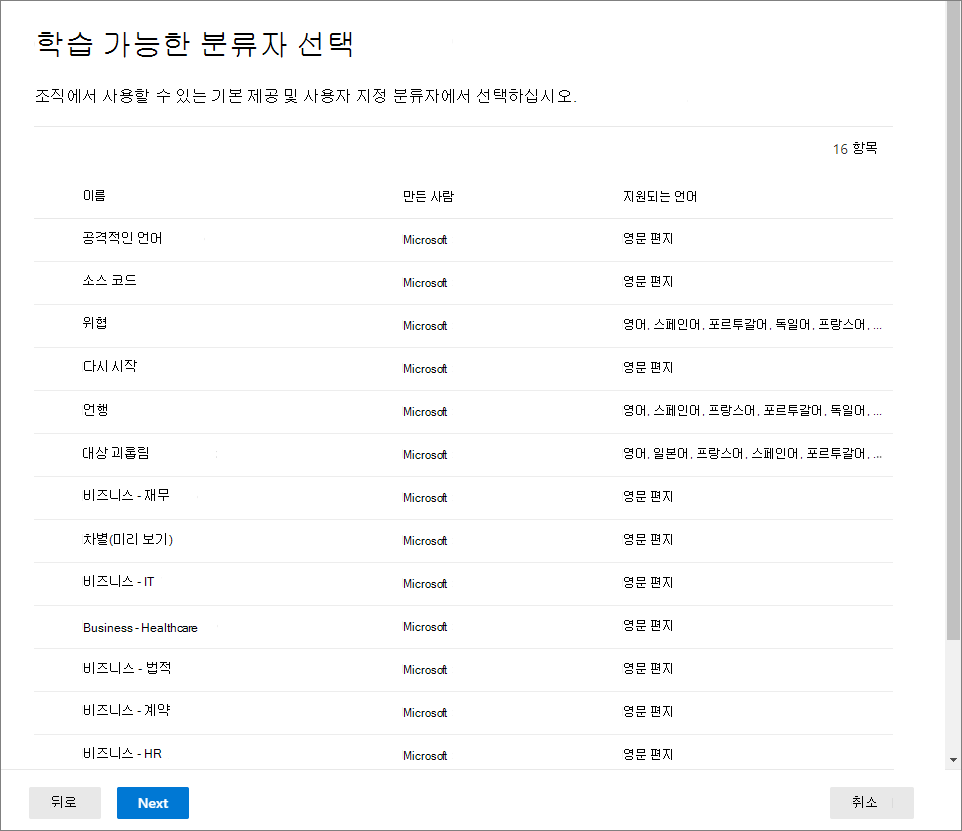 학습 가능한 분류자 선택
조직에서 사용할 수 있는 기본 제공 및 사용자 지정 분류자에서 선택하십시오.
16 항목
이름 만든 사람 지원되는 언어
공격적인 언어 Microsoft 영문 편지
소스 코드 Microsoft 영문 편지
위협 Microsoft 영어, 스페인어, 포르투갈어, 독일어, 프랑스어, ...
다시 시작 Microsoft 영문 편지
언행 Microsoft 영어, 스페인어, 프랑스어, 포르투갈어, 독일어, ...
대상 괴롭힘 Microsoft 영어, 일본어, 프랑스어, 스페인어, 포르투갈어, ...
비즈니스 - 재무 Microsoft 영문 편지
차별(미리 보기) Microsoft 영문 편지
비즈니스 - IT Microsoft 영문 편지
Business - Healthcare Microsoft 영문 편지
비즈니스 - 법적 Microsoft 영문 편지
비즈니스 - 계약 Microsoft 영문 편지
비즈니스 - HR Microsoft 영문 편지
뒤로 Next 취소